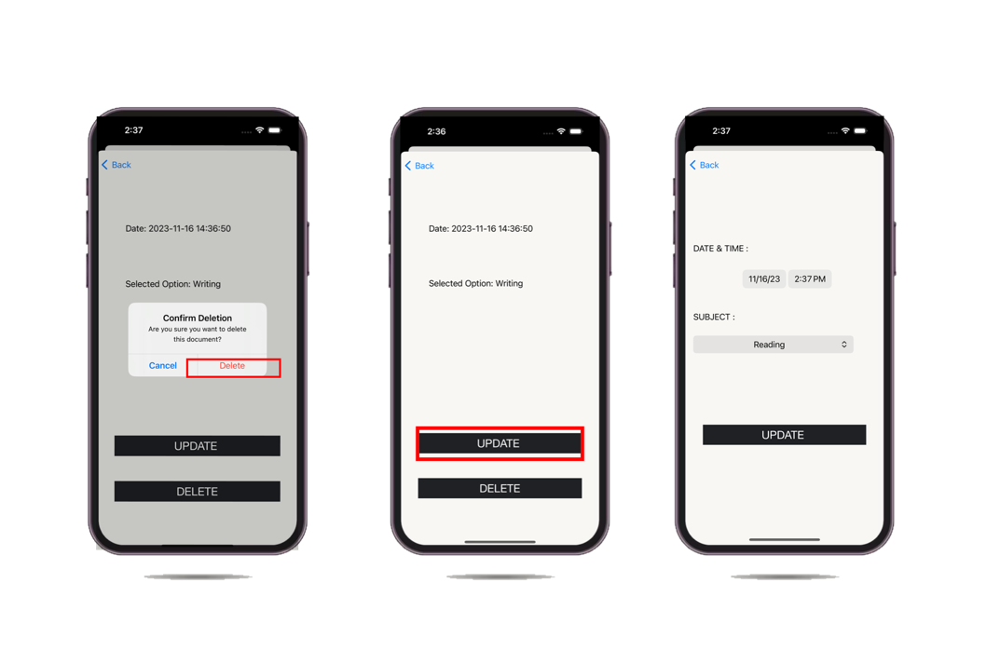 2:37
Back
Date: 2023-11-16 14:36:50
Selected Option: Writing
Confirm Deletion
Are you sure you want to delete
this document?
Cancel Delete
UPDATE
DELETE
2:36
Back
Date: 2023-11-16 14:36:50
Selected Option: Writing
UPDATE
DELETE
2:37
Back
DATE & TIME :
11/16/23 2:37 PM
SUBJECT :
Reading
UPDATE